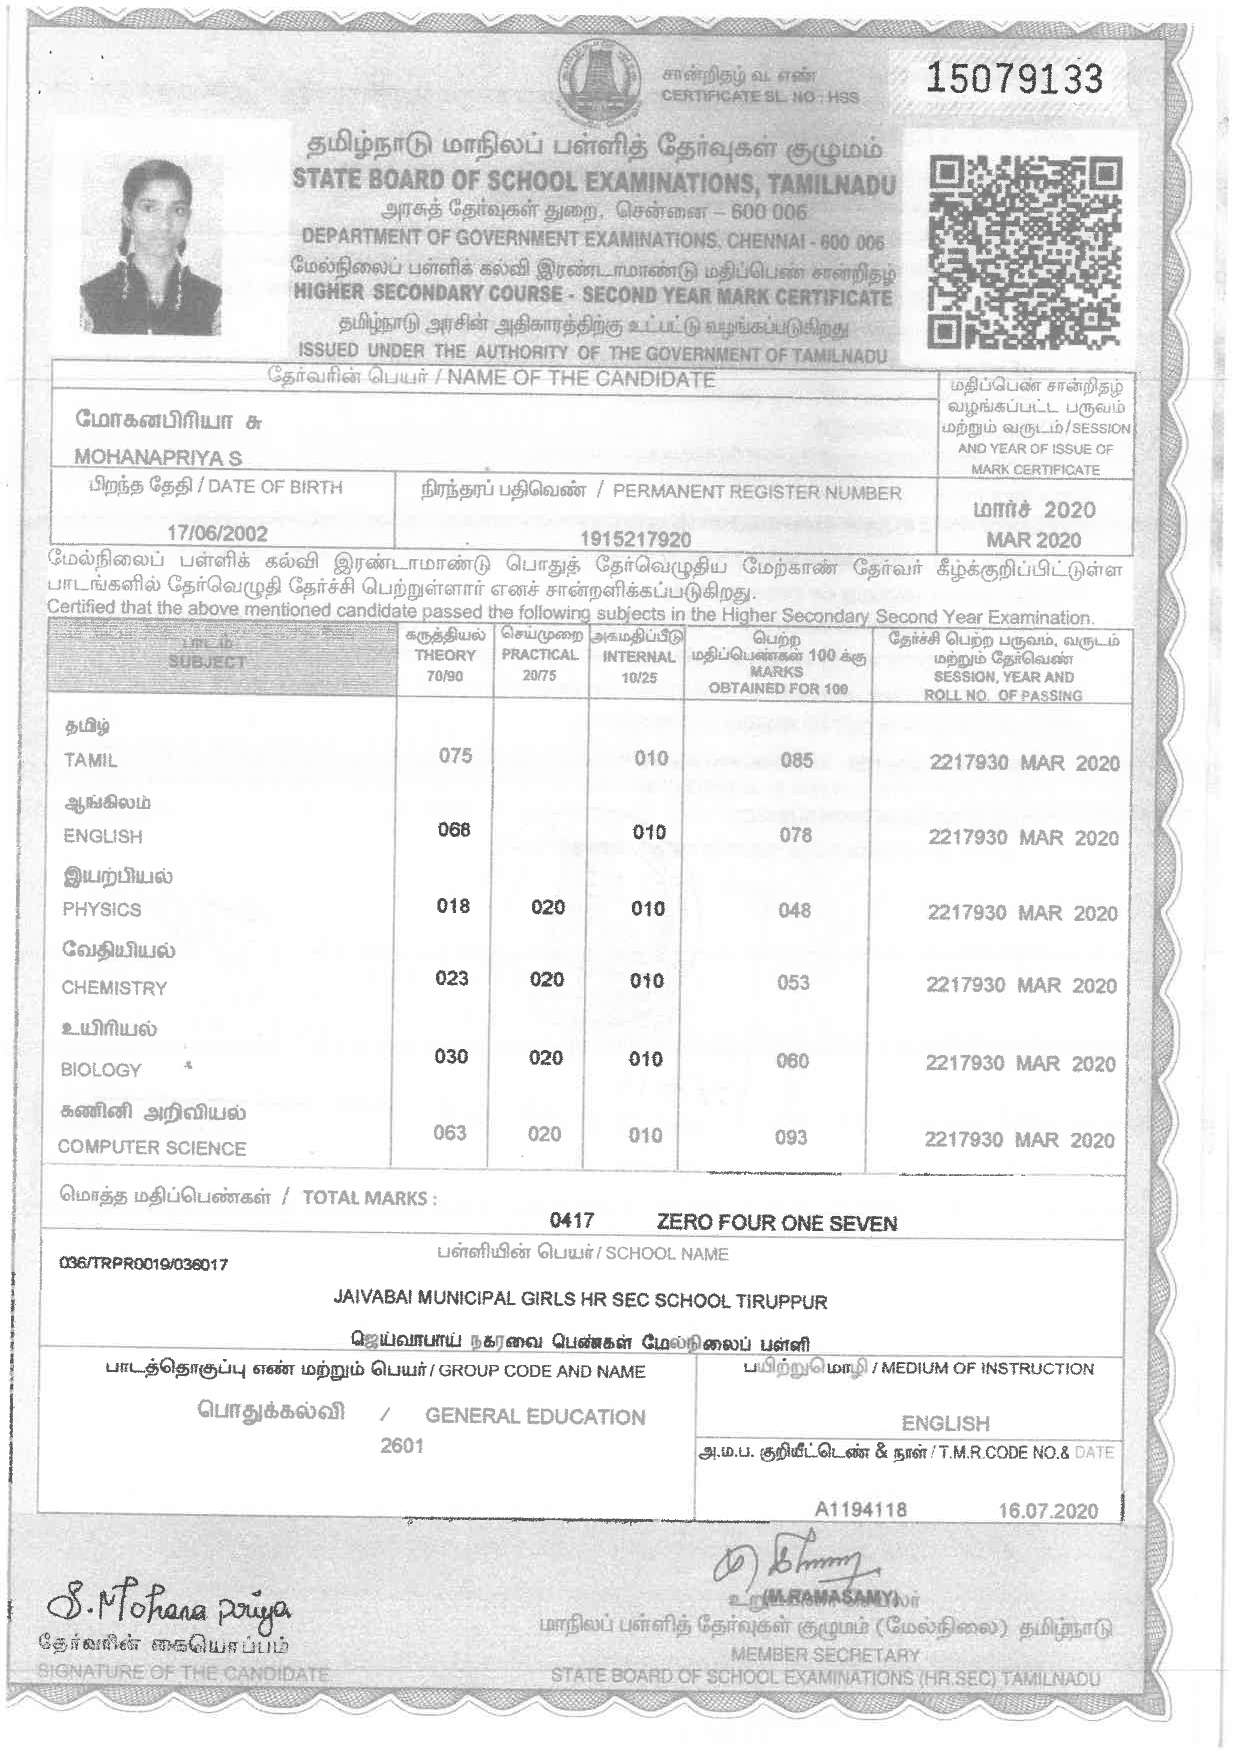 சான்றிதழ் வ. எண்
CERTIFICATE SL. NO : HSS
15079133
தமிழ்நாடு மாநிலப் பள்ளித் தேர்வுகள் குழுமம்
STATE BOARD OF SCHOOL EXAMINATIONS, TAMILNADU
அரசுத் தேர்வுகள் துறை, சென்னை – 600 006
DEPARTMENT OF GOVERNMENT EXAMINATIONS, CHENNAI - 600 006
மேல்நிலைப் பள்ளிக் கல்வி இரண்டாமாண்டு மதிப்பெண் சான்றிதழ்
HIGHER SECONDARY COURSE - SECOND YEAR MARK CERTIFICATE
தமிழ்நாடு அரசின் அதிகாரத்திற்கு உட்பட்டு வழங்கப்படுகிறது
ISSUED UNDER THE AUTHORITY OF THE GOVERNMENT OF TAMILNADU
தேர்வரின் பெயர் / NAME OF THE CANDIDATE
மோகனபிரியா சு
MOHANAPRIYA S
மதிப்பெண் சான்றிதழ்
வழங்கப்பட்ட பருவம்
மற்றும் வருடம்/SESSION
AND YEAR OF ISSUE OF
MARK CERTIFICATE
பிறந்த தேதி / DATE OF BIRTH
நிரந்தரப் பதிவெண் / PERMANENT REGISTER NUMBER
மார்ச் 2020
17/06/2002
1915217920
MAR 2020
மேல்நிலைப் பள்ளிக் கல்வி இரண்டாமாண்டு பொதுத் தேர்வெழுதிய மேற்காண் தேர்வர் கீழ்க்குறிப்பிட்டுள்ள
பாடங்களில் தேர்வெழுதி தேர்ச்சி பெற்றுள்ளார் எனச் சான்றளிக்கப்படுகிறது.
Certified that the above mentioned candidate passed the following subjects in the Higher Secondary Second Year Examination.
பாடம்
SUBJECT
கருத்தியல்
THEORY
70/90
செய்முறை
PRACTICAL
20/75
அகமதிப்பீடு
INTERNAL
10/25
பெற்ற
மதிப்பெண்கள் 100 க்கு
MARKS
OBTAINED FOR 100
தேர்ச்சி பெற்ற பருவம், வருடம்
மற்றும் தேர்வெண்
SESSION, YEAR AND
ROLL NO. OF PASSING
தமிழ்
TAMIL 075 010 085 2217930 MAR 2020
ஆங்கிலம்
ENGLISH 068 010 078 2217930 MAR 2020
இயற்பியல்
PHYSICS 018 020 010 048 2217930 MAR 2020
வேதியியல்
CHEMISTRY 023 020 010 053 2217930 MAR 2020
உயிரியல்
BIOLOGY 030 020 010 060 2217930 MAR 2020
கணினி அறிவியல்
COMPUTER SCIENCE 063 020 010 093 2217930 MAR 2020
மொத்த மதிப்பெண்கள் / TOTAL MARKS :
0417 ZERO FOUR ONE SEVEN
பள்ளியின் பெயர்/ SCHOOL NAME
036/TRPR0019/036017
JAIVABAI MUNICIPAL GIRLS HR SEC SCHOOL TIRUPPUR
ஜெய்வாபாய் நகரவை பெண்கள் மேல்நிலைப் பள்ளி
பாடத்தொகுப்பு எண் மற்றும் பெயர்/ GROUP CODE AND NAME
பயிற்றுமொழி / MEDIUM OF INSTRUCTION
பொதுக்கல்வி / GENERAL EDUCATION
2601
ENGLISH
அ.ம.ப. குறியீட்டெண் & நாள் / T.M.R.CODE NO.& DATE
A1194118 16.07.2020
S. Mohana priya
தேர்வரின் கையொப்பம்
SIGNATURE OF THE CANDIDATE
(M.RAMASAMY)
மாநிலப் பள்ளித் தேர்வுகள் குழுமம் (மேல்நிலை) தமிழ்நாடு
MEMBER SECRETARY
STATE BOARD OF SCHOOL EXAMINATIONS (HR.SEC) TAMILNADU